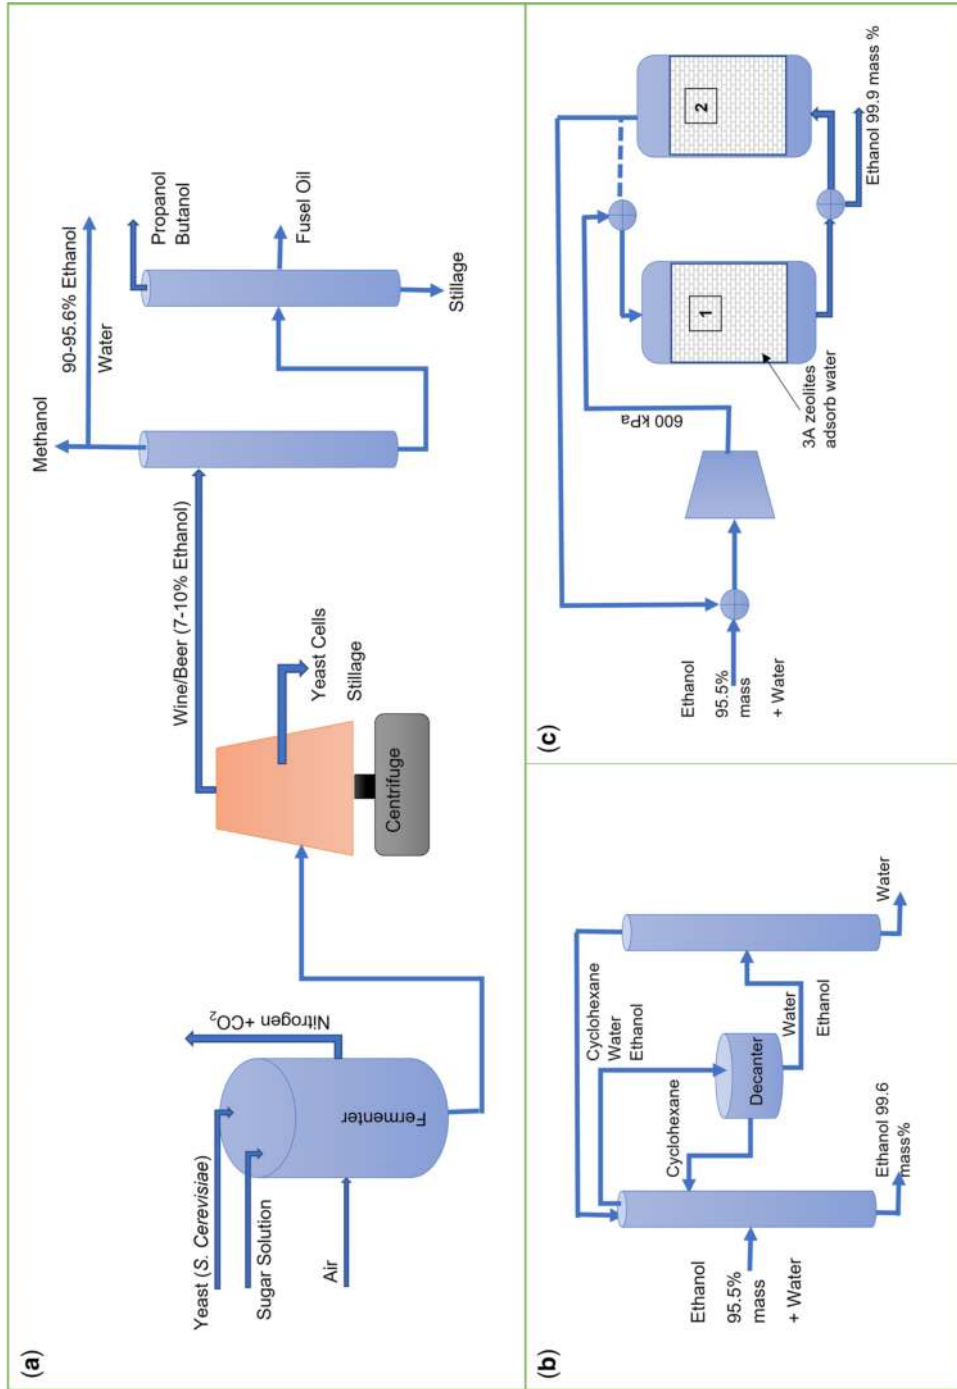 (a)
Yeast (S. Cerevisiae)
Sugar Solution
Air
Fermenter
Nitrogen +CO₂
Centrifuge
Yeast Cells
Stillage
Wine/Beer (7-10% Ethanol)
Methanol
90-95.6% Ethanol
Water
Propanol
Butanol
Fusel Oil
Stillage
(b)
Ethanol
95.5%
mass
+ Water
Cyclohexane
Cyclohexane
Water
Ethanol
Decanter
Water
Ethanol
Ethanol 99.6
mass%
Water
(c)
Ethanol
95.5%
mass
+ Water
600 kPa
1
2
3A zeolites
adsorb water
Ethanol 99.9 mass %